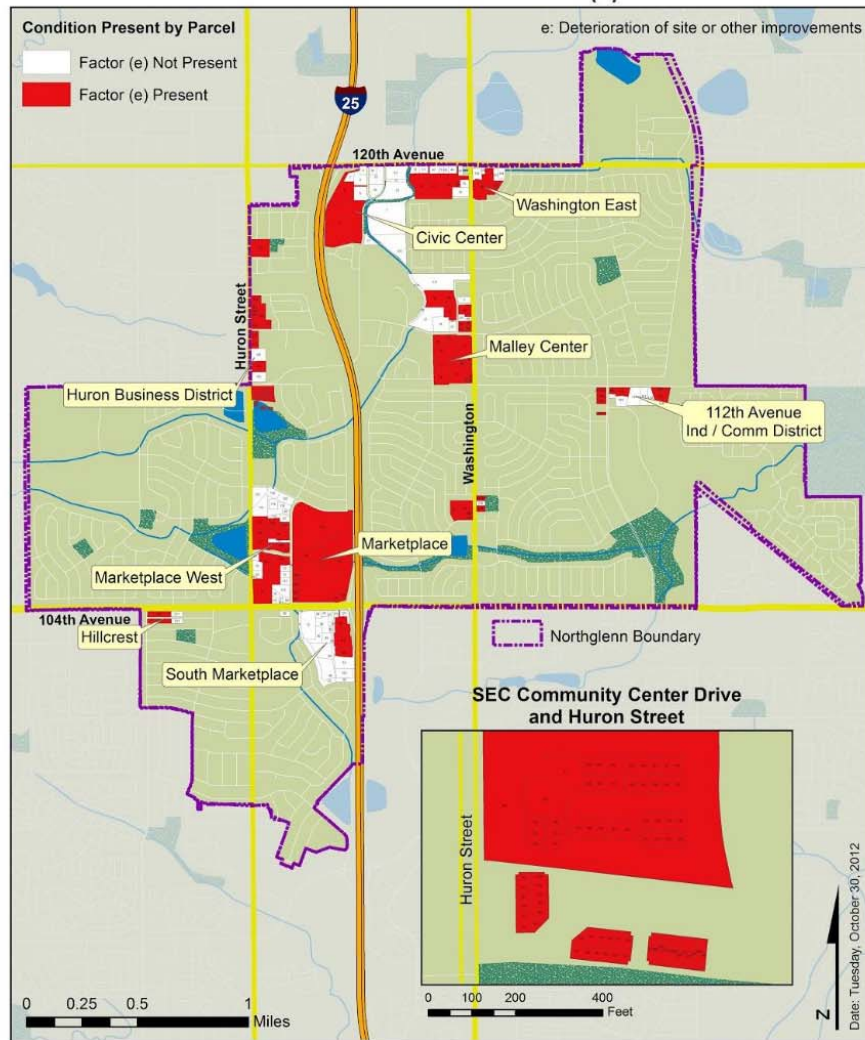 Condition Present by Parcel
Factor (e) Not Present
Factor (e) Present
e: Deterioration of site or other improvements
25
120th Avenue
Washington East
Civic Center
Huron Street
Malley Center
Huron Business District
112th Avenue
Ind / Comm District
Washington
Marketplace
Marketplace West
104th Avenue
Hillcrest
Northglenn Boundary
South Marketplace
SEC Community Center Drive
and Huron Street
Huron Street
0 0.25 0.5 1
Miles
0 100 200 400
Feet
N
Date: Tuesday, October 30, 2012